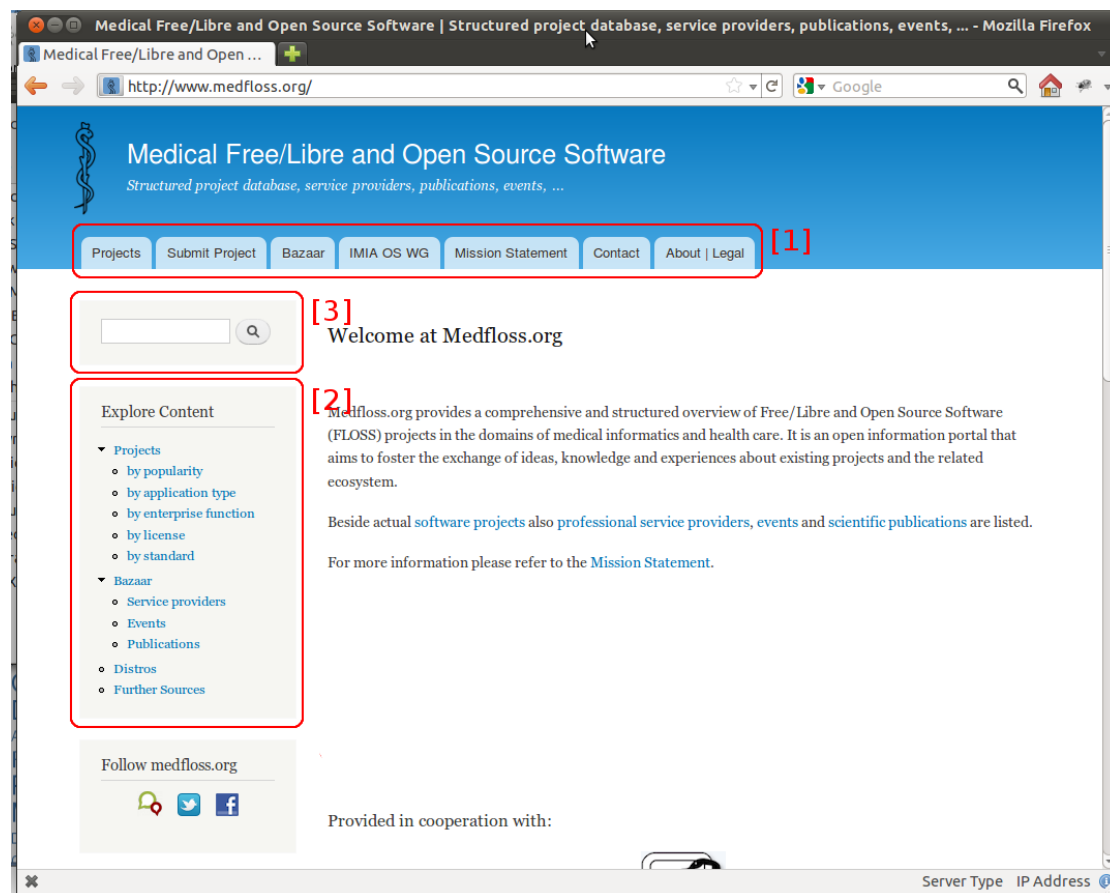 Medical Free/Libre and Open Source Software | Structured project database, service providers, publications, events, ... - Mozilla Firefox
Medical Free/Libre and Open ...
http://www.medfloss.org/
Google
Medical Free/Libre and Open Source Software
Structured project database, service providers, publications, events, ...
Projects Submit Project Bazaar IMIA OS WG Mission Statement Contact About | Legal [1]
[3]
Welcome at Medfloss.org
[2]
Explore Content
Projects
by popularity
by application type
by enterprise function
by license
by standard
Bazaar
Service providers
Events
Publications
Distros
Further Sources
Medfloss.org provides a comprehensive and structured overview of Free/Libre and Open Source Software
(FLOSS) projects in the domains of medical informatics and health care. It is an open information portal that
aims to foster the exchange of ideas, knowledge and experiences about existing projects and the related
ecosystem.
Beside actual software projects also professional service providers, events and scientific publications are listed.
For more information please refer to the Mission Statement.
Follow medfloss.org
Provided in cooperation with:
Server Type IP Address